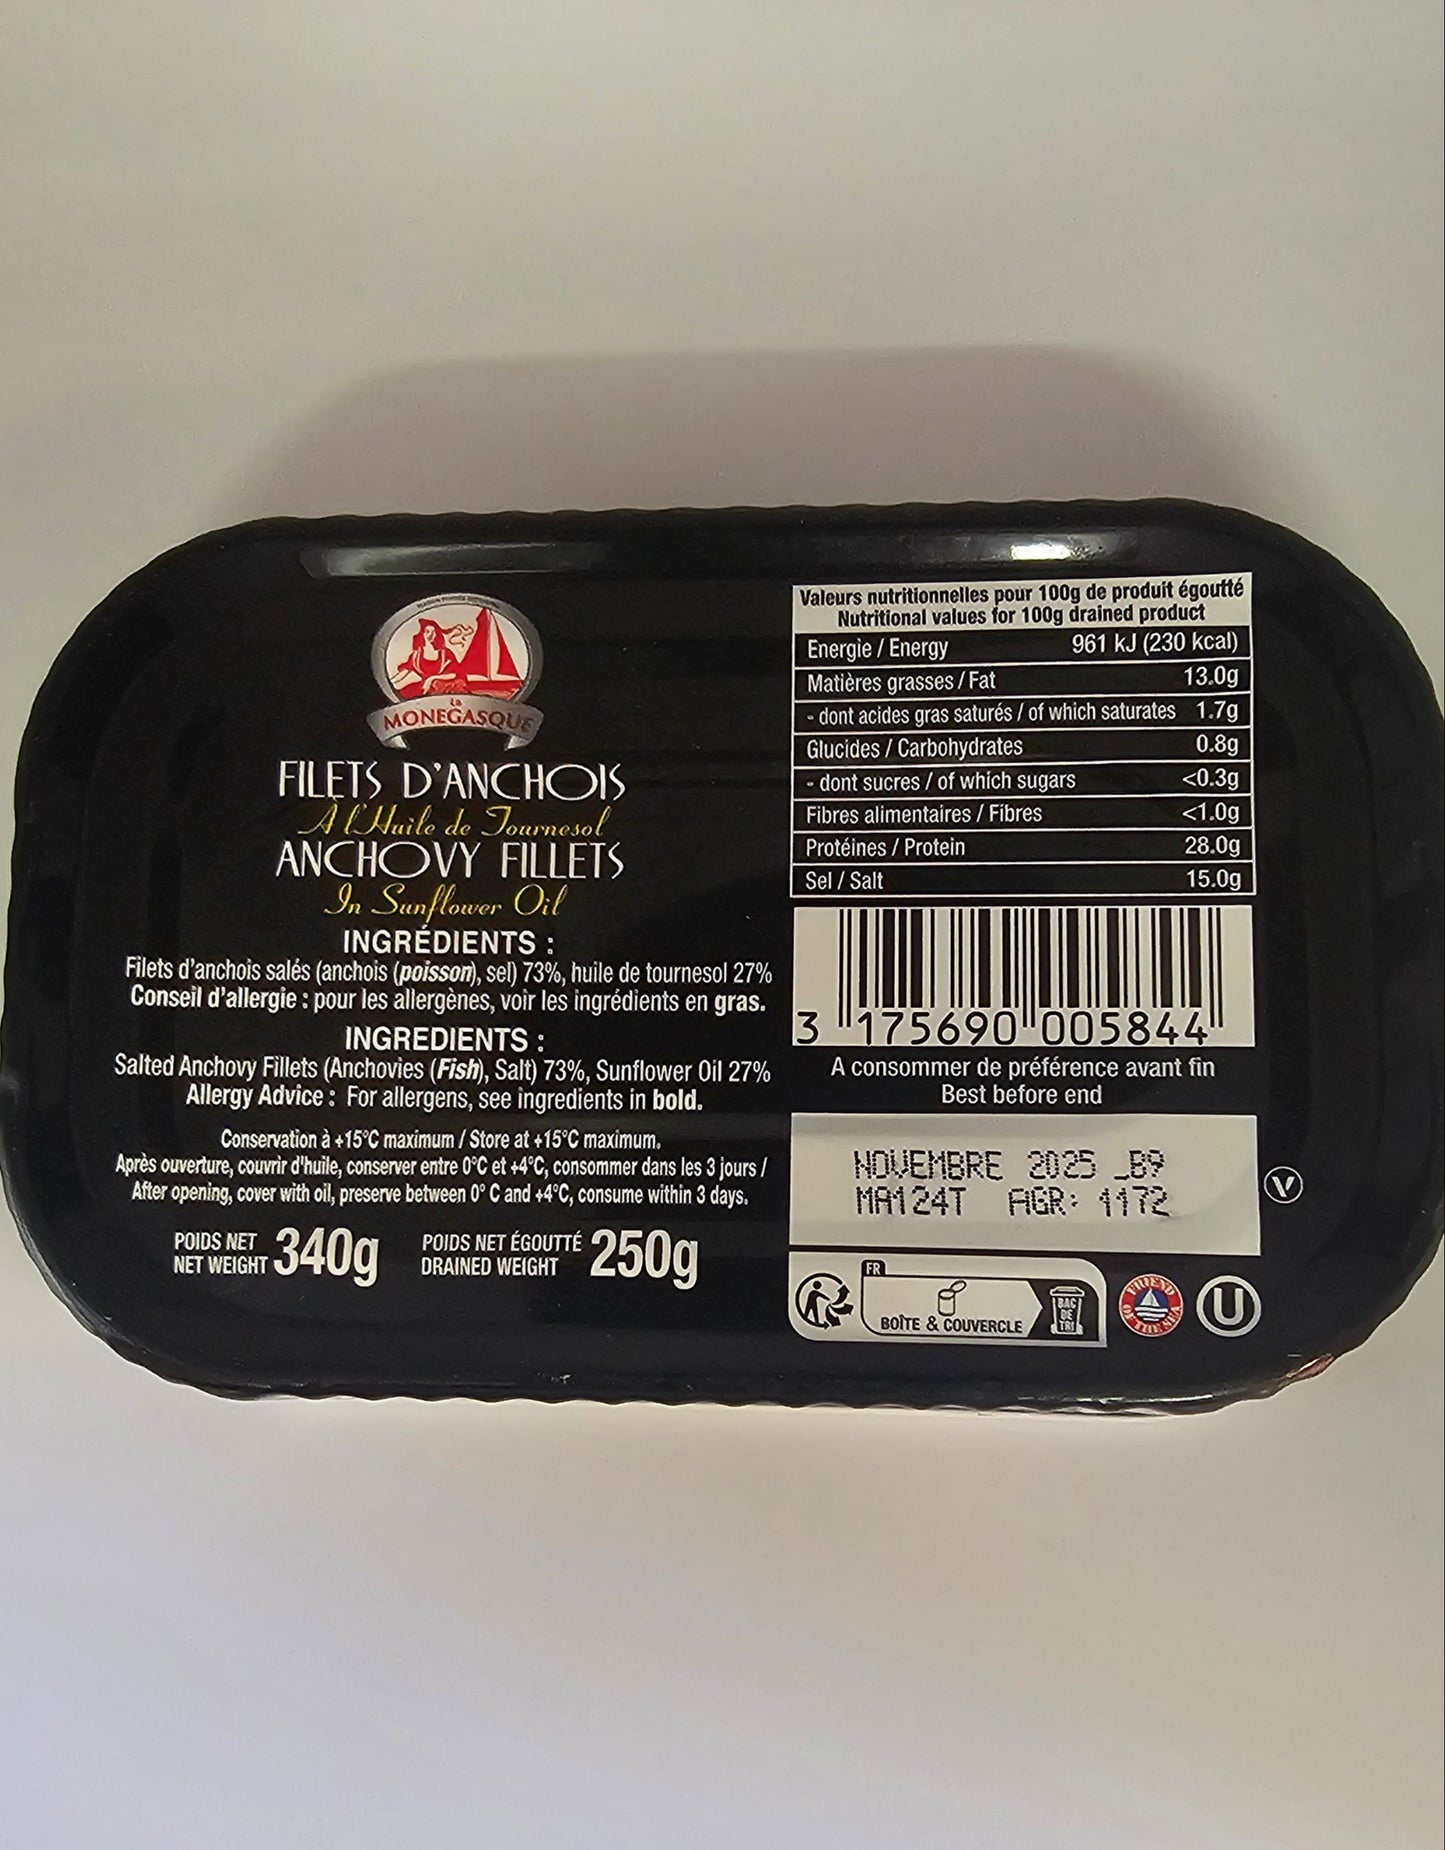 LA
MONEGASQUE
FILETS D'ANCHOIS
A l'Huile de Tournesol
ANCHOVY FILLETS
In Sunflower Oil
INGRÉDIENTS :
Filets d'anchois salés (anchois (poisson), sel) 73%, huile de tournesol 27%
Conseil d'allergie : pour les allergènes, voir les ingrédients en gras.
INGREDIENTS :
Salted Anchovy Fillets (Anchovies (Fish), Salt) 73%, Sunflower Oil 27%
Allergy Advice : For allergens, see ingredients in bold.
Conservation à +15°C maximum / Store at +15°C maximum.
Après ouverture, couvrir d'huile, conserver entre 0°C et +4°C, consommer dans les 3 jours /
After opening, cover with oil, preserve between 0° C and +4°C, consume within 3 days.
POIDS NET
NET WEIGHT 340g
POIDS NET ÉGOUTTÉ
DRAINED WEIGHT 250g
Valeurs nutritionnelles pour 100g de produit égoutté
Nutritional values for 100g drained product
Energie / Energy 961 kJ (230 kcal)
Matières grasses / Fat 13.0g
- dont acides gras saturés / of which saturates 1.7g
Glucides / Carbohydrates 0.8g
- dont sucres / of which sugars <0.3g
Fibres alimentaires / Fibres <1.0g
Protéines / Protein 28.0g
Sel / Salt 15.0g
3 175690 005844
A consommer de préférence avant fin
Best before end
NOVEMBRE 2025 _B9
MA124T AGR: 1172
V
FR
BOÎTE & COUVERCLE
BAC
DE
TRI
FRIEND
OF THE SEA
U